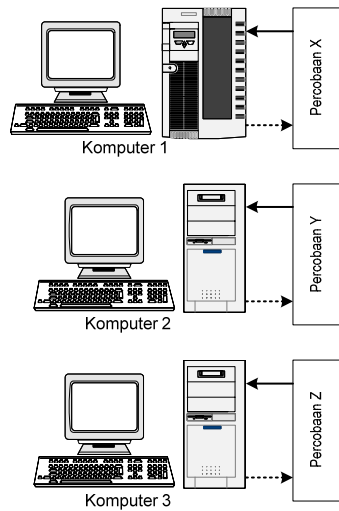 Percobaan X
Komputer 1
Percobaan Y
Komputer 2
Percobaan Z
Komputer 3